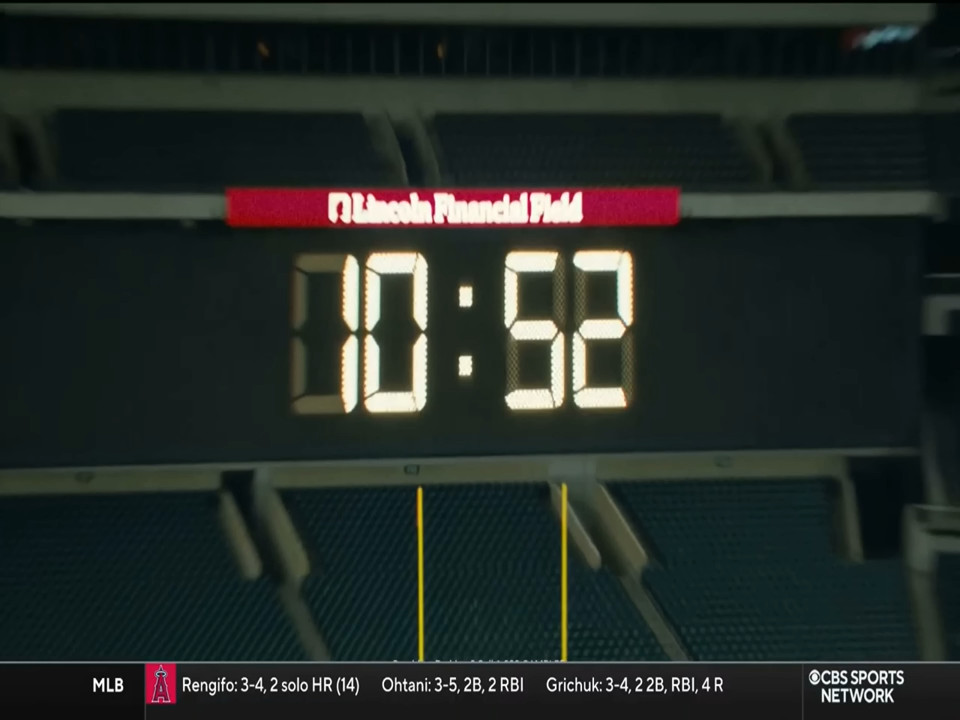 Lincoln Financial Field
10:52
MLB Rengifo: 3-4, 2 solo HR (14) Ohtani: 3-5, 2B, 2 RBI Grichuk: 3-4, 2 2B, RBI, 4 R CBS SPORTS
NETWORK